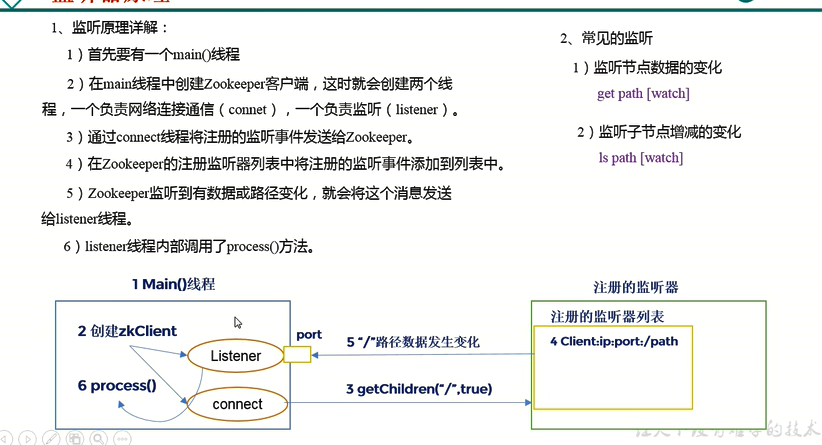 监听器原理
1、监听原理详解：
1）首先要有一个main()线程
2）在main线程中创建Zookeeper客户端，这时就会创建两个线
程，一个负责网络连接通信（connet），一个负责监听（listener）。
3）通过connect线程将注册的监听事件发送给Zookeeper。
4）在Zookeeper的注册监听器列表中将注册的监听事件添加到列表中。
5）Zookeeper监听到有数据或路径变化，就会将这个消息发送
给listener线程。
6）listener线程内部调用了process()方法。
2、常见的监听
1）监听节点数据的变化
get path [watch]
2）监听子节点增减的变化
ls path [watch]
1 Main()线程
2 创建zkClient
Listener
port
6 process()
connect
5 “/”路径数据发生变化
3 getChildren(“/”,true)
注册的监听器
注册的监听器列表
4 Client:ip:port:/path